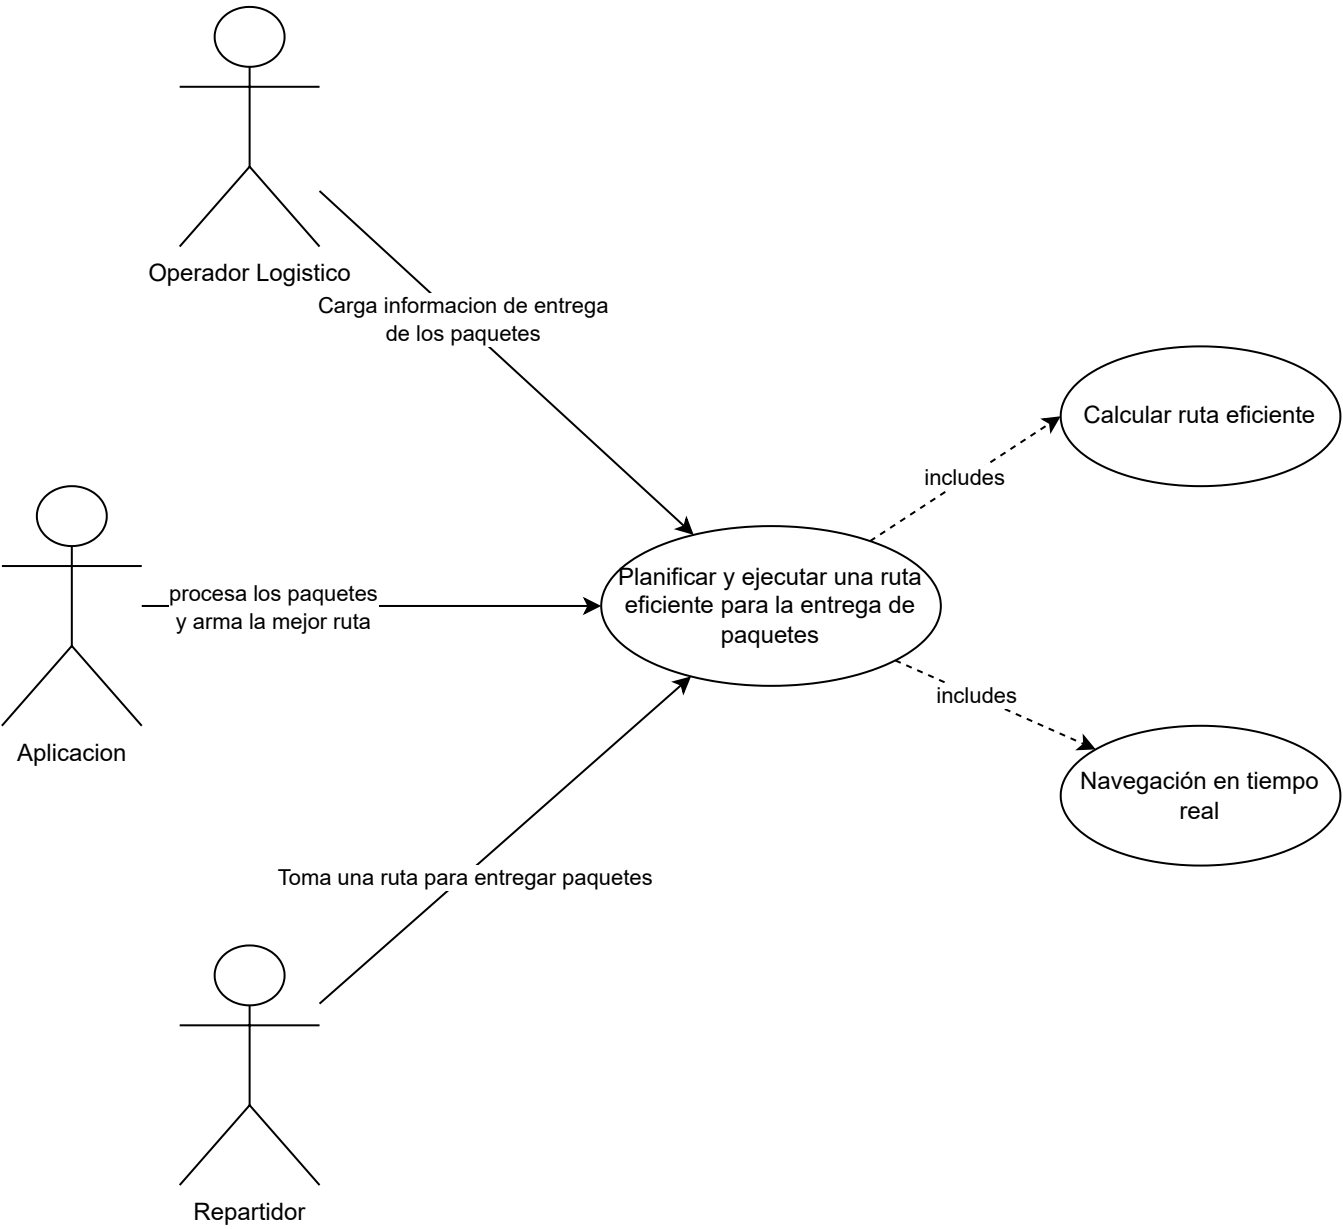 Operador Logistico
Carga informacion de entrega
de los paquetes
Calcular ruta eficiente
includes
procesa los paquetes
y arma la mejor ruta
Planificar y ejecutar una ruta
eficiente para la entrega de
paquetes
includes
Aplicacion
Navegación en tiempo
real
Toma una ruta para entregar paquetes
Repartidor